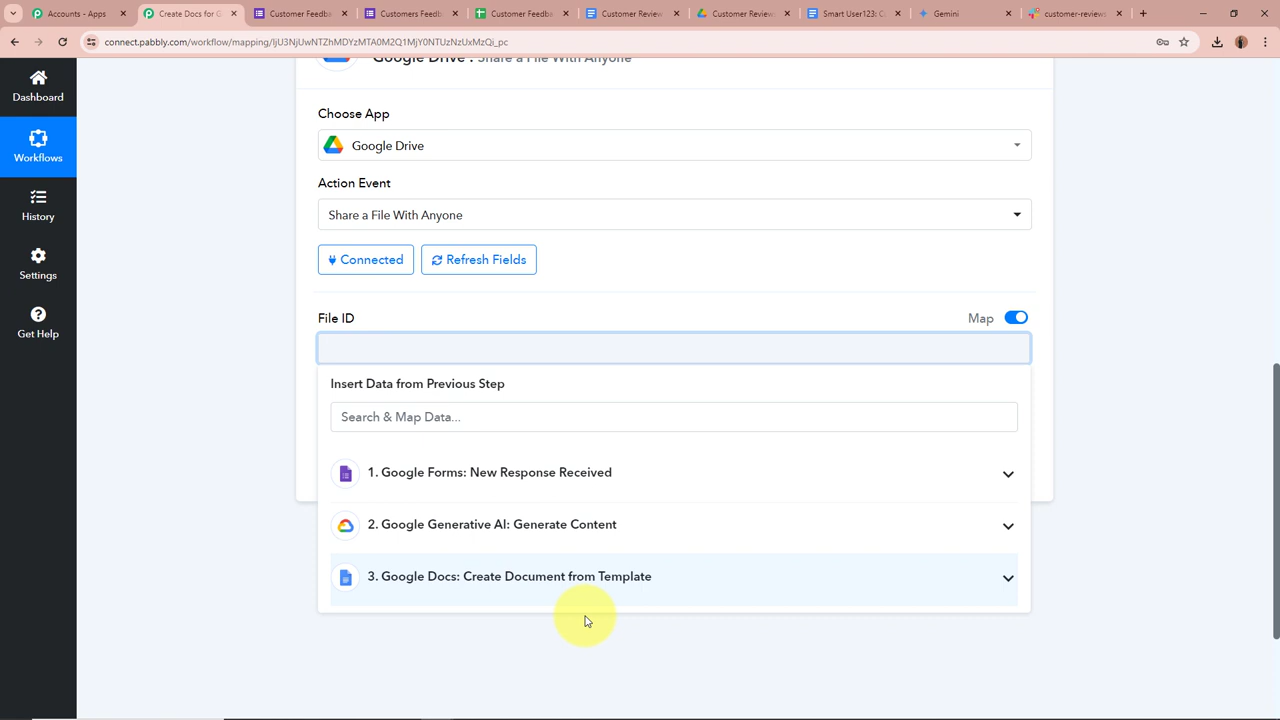 Accounts - Apps
Create Docs for G
Customer Feedba
Customers Feedb
Customer Feedba
Customer Review
Customer Review
Smart User123: C
Gemini
customer-reviews
connect.pabbly.com/workflow/mapping/IjU3NjUwNTZhMDYzMTA0M2Q1MjY0NTUzNzUxMzQi_pc
Google Drive : Share a File With Anyone
Dashboard
Workflows
History
Settings
Get Help
Choose App
Google Drive
Action Event
Share a File With Anyone
Connected
Refresh Fields
File ID
Map
Insert Data from Previous Step
Search & Map Data...
1. Google Forms: New Response Received
2. Google Generative AI: Generate Content
3. Google Docs: Create Document from Template